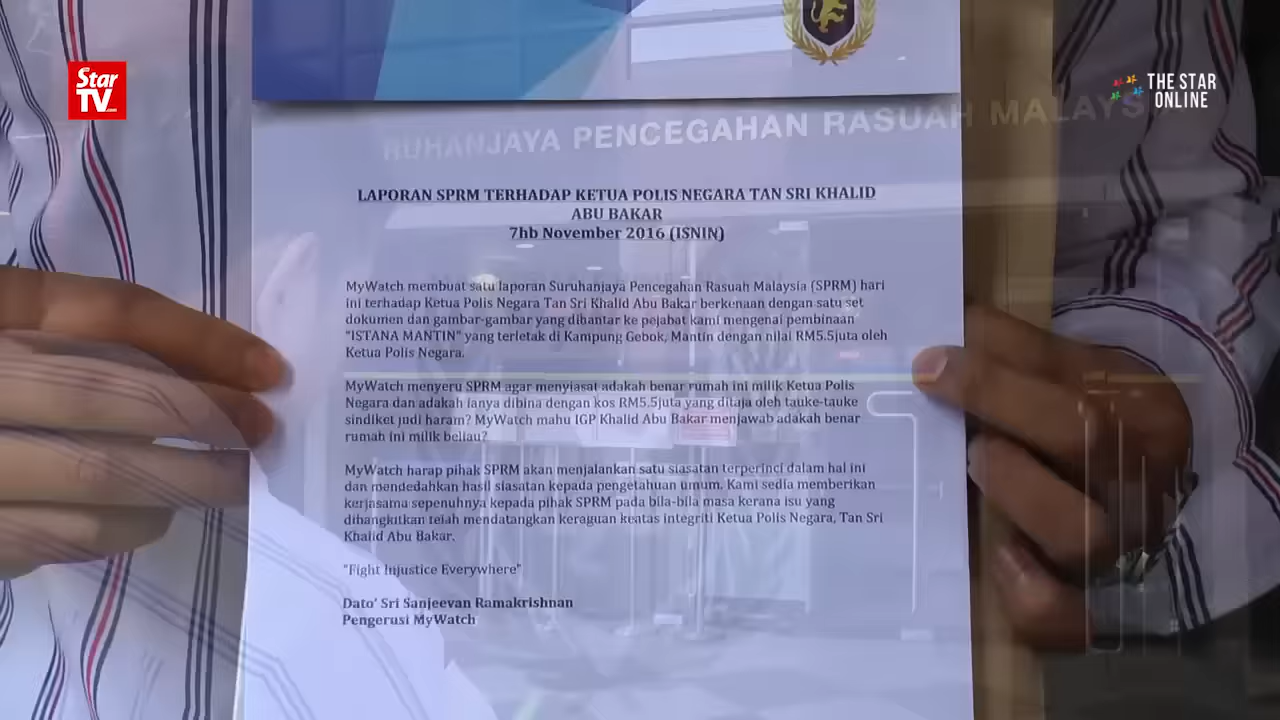 Star
TV
THE STAR
ONLINE
RUHANJAYA PENCEGAHAN RASUAH MALAYS
LAPORAN SPRM TERHADAP KETUA POLIS NEGARA TAN SRI KHALID
ABU BAKAR
7hb November 2016 (ISNIN)
MyWatch membuat satu laporan Suruhanjaya Pencegahan Rasuah Malaysia (SPRM) hari
ini terhadap Ketua Polis Negara Tan Sri Khalid Abu Bakar berkenaan dengan satu set
dokumen dan gambar-gambar yang dihantar ke pejabat kami mengenai pembinaan
"ISTANA MANTIN" yang terletak di Kampung Gebok, Mantin dengan nilai RM5.5juta oleh
Ketua Polis Negara.
MyWatch menyeru SPRM agar menyiasat adakah benar rumah ini milik Ketua Polis
Negara dan adakah ianya dibina dengan kos RM5.5juta yang ditaja oleh tauke-tauke
sindiket judi haram? MyWatch mahu IGP Khalid Abu Bakar menjawab adakah benar
rumah ini milik beliau?
MyWatch harap pihak SPRM akan menjalankan satu siasatan terperinci dalam hal ini
dan mendedahkan hasil siasatan kepada pengetahuan umum. Kami sedia memberikan
kerjasama sepenuhnya kepada pihak SPRM pada bila-bila masa kerana isu yang
dibangkitkan telah mendatangkan keraguan keatas integriti Ketua Polis Negara, Tan Sri
Khalid Abu Bakar.
"Fight Injustice Everywhere"
Dato' Sri Sanjeevan Ramakrishnan
Pengerusi MyWatch